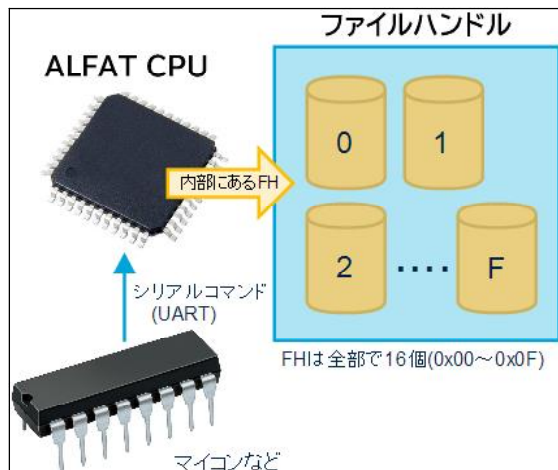 ファイルハンドル
ALFAT CPU
0
1
内部にあるFH
2
....
F
シリアルコマンド
(UART)
FHは全部で16個(0x00～0x0F)
マイコンなど